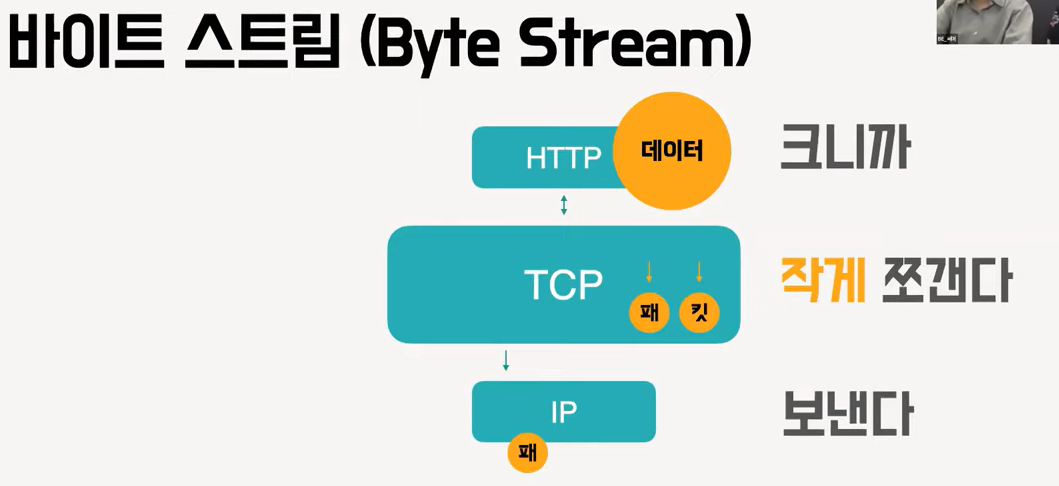 바이트 스트림 (Byte Stream)
HTTP 데이터 크니까
TCP 패 킷 작게 쪼갠다
IP 보낸다
패